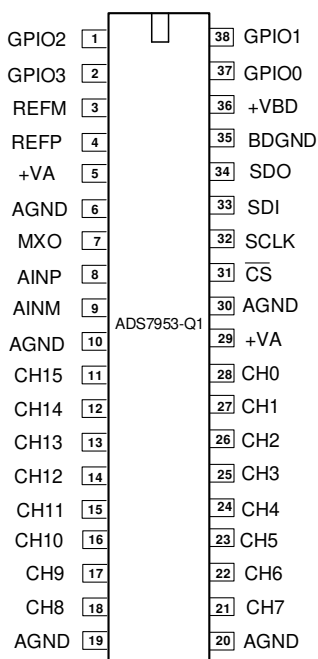 GPIO2 1 38 GPIO1
GPIO3 2 37 GPIO0
REFM 3 36 +VBD
REFP 4 35 BDGND
+VA 5 34 SDO
AGND 6 33 SDI
MXO 7 32 SCLK
AINP 8 31 CS
AINM 9 30 AGND
ADS7953-Q1
AGND 10 29 +VA
CH15 11 28 CH0
CH14 12 27 CH1
CH13 13 26 CH2
CH12 14 25 CH3
CH11 15 24 CH4
CH10 16 23 CH5
CH9 17 22 CH6
CH8 18 21 CH7
AGND 19 20 AGND